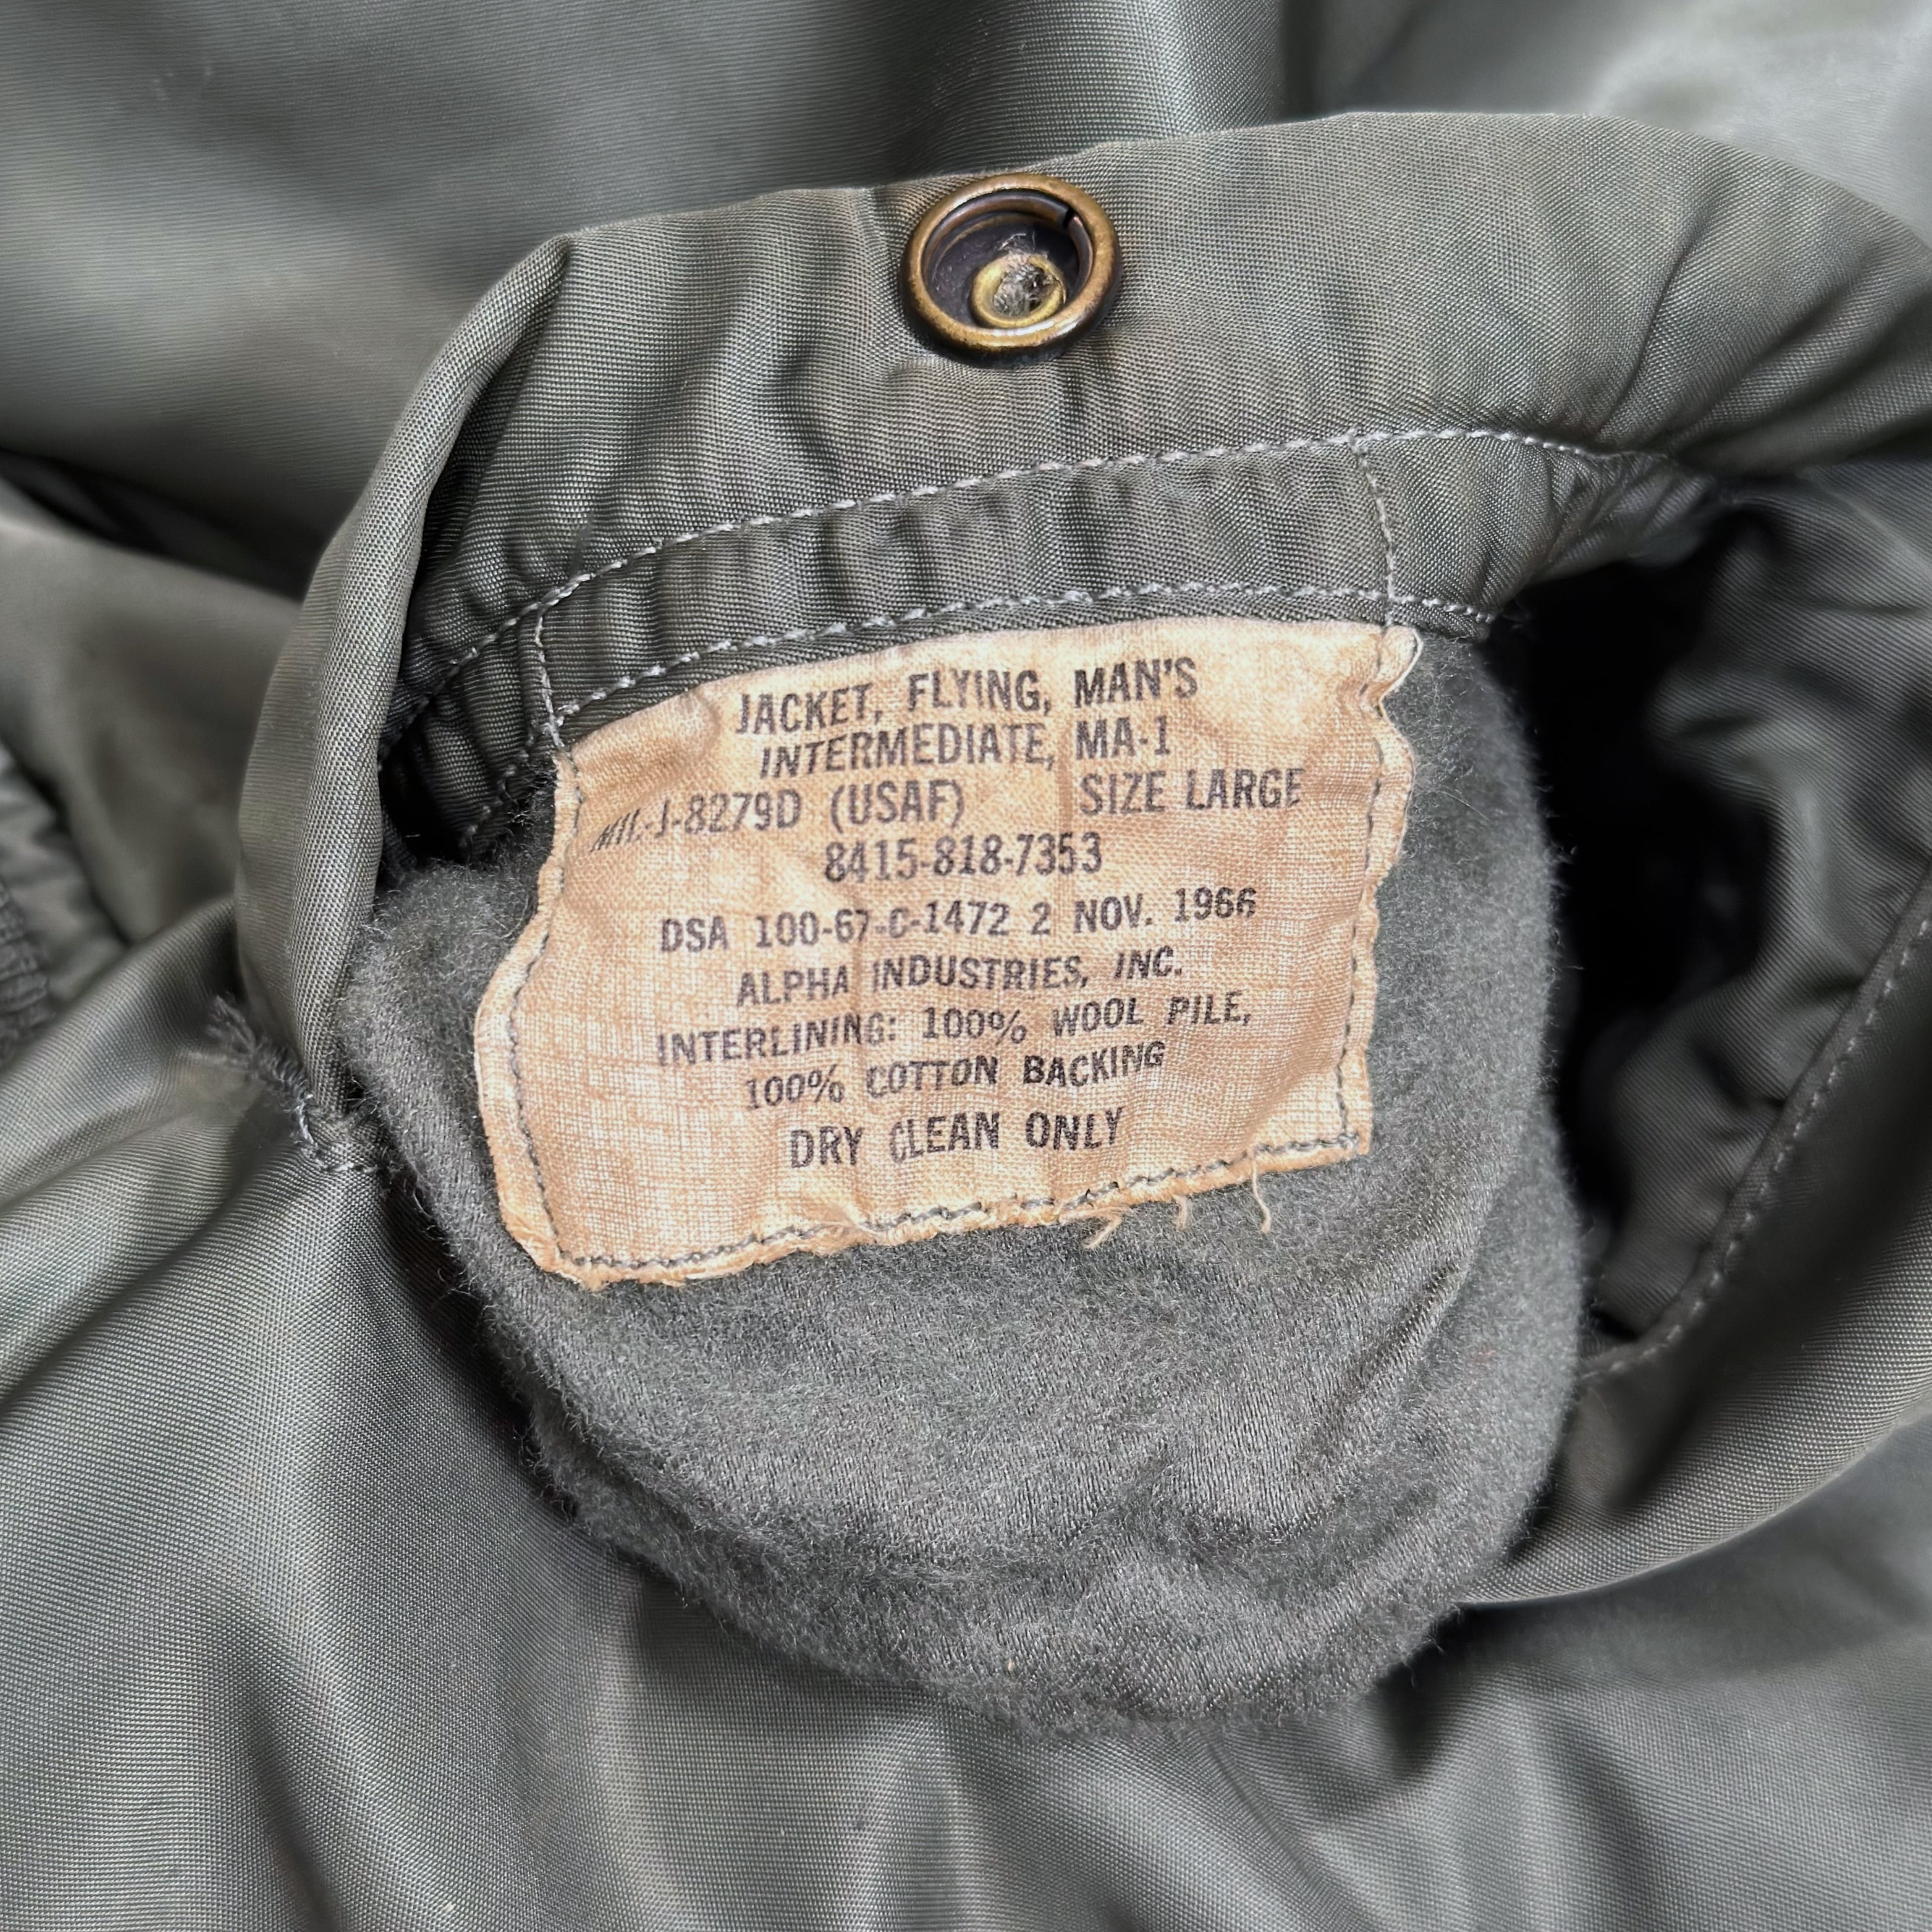 JACKET, FLYING, MAN'S
INTERMEDIATE, MA-1
MIL-J-8279D (USAF) SIZE LARGE
8415-818-7353
DSA 100-67-C-1472 2 NOV. 1966
ALPHA INDUSTRIES, INC.
INTERLINING: 100% WOOL PILE,
100% COTTON BACKING
DRY CLEAN ONLY